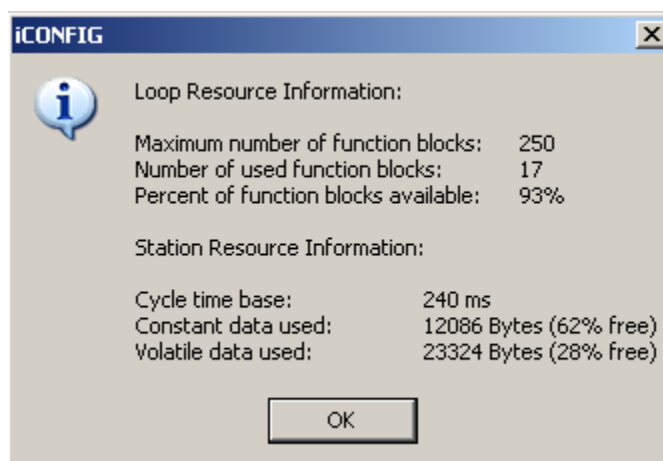 iCONFIG
Loop Resource Information:
Maximum number of function blocks: 250
Number of used function blocks: 17
Percent of function blocks available: 93%
Station Resource Information:
Cycle time base: 240 ms
Constant data used: 12086 Bytes (62% free)
Volatile data used: 23324 Bytes (28% free)
OK